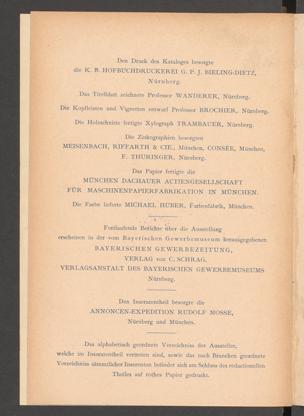 Den Druck des Kataloges besorgte
die K. B. HOFBUCHDRUCKEREI G. P. J. BIELING-DIETZ,
Nürnberg.
Das Titelblatt zeichnete Professor WANDERER, Nürnberg.
Die Kopfleisten und Vignetten entwarf Professor BROCHIER, Nürnberg.
Die Holzschnitte fertigte Xylograph TRAMBAUER, Nürnberg.
Die Zinkographien besorgten
MEISENBACH, RIFFARTH & CIE., München, CONSÉE, München,
F. THURINGER, Nürnberg.
Das Papier fertigte die
MÜNCHEN DACHAUER ACTIENGESELLSCHAFT
FÜR MASCHINENPAPIERFABRIKATION IN MÜNCHEN.
Die Farbe lieferte MICHAEL HUBER, Farbenfabrik, München.
Fortlaufende Berichte über die Ausstellung
erscheinen in der vom Bayerischen Gewerbemuseum herausgegebenen
BAYERISCHEN GEWERBEZEITUNG,
VERLAG von C. SCHRAG,
VERLAGSANSTALT DES BAYERISCHEN GEWERBEMUSEUMS
Nürnberg.
Den Inseratentheil besorgte die
ANNONCEN-EXPEDITION RUDOLF MOSSE,
Nürnberg und München.
Das alphabetisch geordnete Verzeichniss der Aussteller,
welche im Inseratentheil vertreten sind, sowie das nach Branchen geordnete
Verzeichniss sämmtlicher Inserenten befindet sich am Schluss des redactionellen
Theiles auf rothes Papier gedruckt.